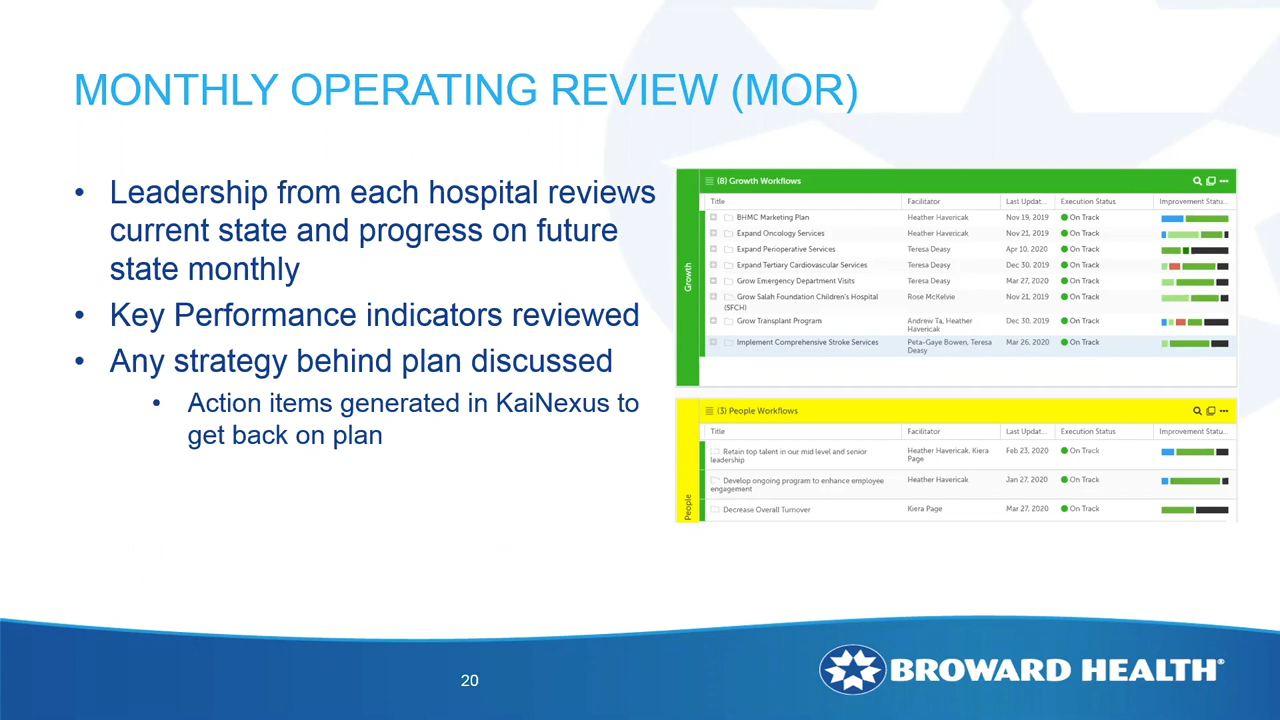 MONTHLY OPERATING REVIEW (MOR)
• Leadership from each hospital reviews
current state and progress on future
state monthly
• Key Performance indicators reviewed
• Any strategy behind plan discussed
• Action items generated in KaiNexus to
get back on plan
Growth
(8) Growth Workflows
Title Facilitator Last Updat... Execution Status Improvement Statu...
BHMC Marketing Plan Heather Havericak Nov 19, 2019 On Track
Expand Oncology Services Heather Havericak Nov 21, 2019 On Track
Expand Perioperative Services Teresa Deasy Apr 10, 2020 On Track
Expand Tertiary Cardiovascular Services Teresa Deasy Dec 30, 2019 On Track
Grow Emergency Department Visits Teresa Deasy Mar 27, 2020 On Track
Grow Salah Foundation Children's Hospital Rose McKelvie Nov 21, 2019 On Track
(SFCH)
Grow Transplant Program Andrew Ta, Heather Dec 30, 2019 On Track
Havericak
Implement Comprehensive Stroke Services Peta-Gaye Bowen, Teresa Mar 26, 2020 On Track
Deasy
People
(3) People Workflows
Title Facilitator Last Updat... Execution Status Improvement Statu...
Retain top talent in our mid level and senior Heather Havericak, Kiera Feb 23, 2020 On Track
leadership Page
Develop ongoing program to enhance employee Heather Havericak Jan 27, 2020 On Track
engagement
Decrease Overall Turnover Kiera Page Mar 27, 2020 On Track
20
BROWARD HEALTH®